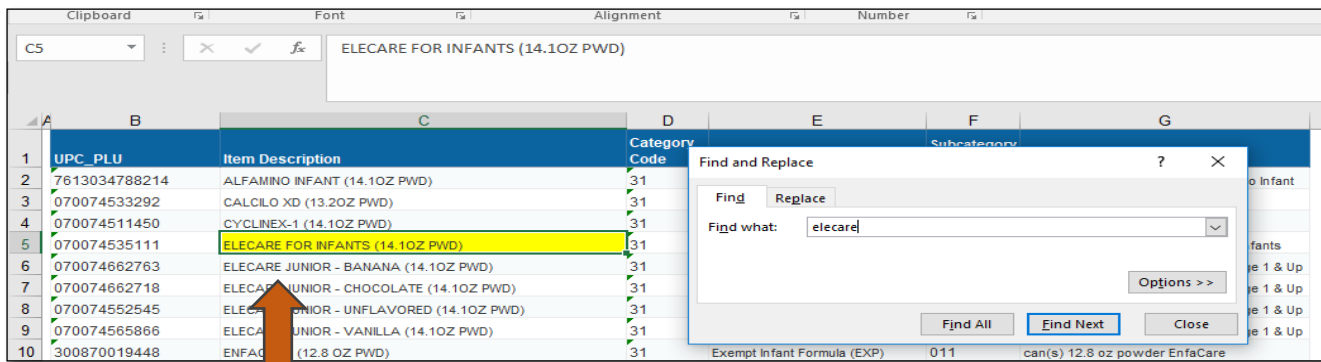 Clipboard Font Alignment Number
C5 fx ELECARE FOR INFANTS (14.1OZ PWD)
A B C D E F G
1 UPC_PLU Item Description Category Code Subcategory
2 7613034788214 ALFAMINO INFANT (14.1OZ PWD) 31 o Infant
3 070074533292 CALCILO XD (13.2OZ PWD) 31
4 070074511450 CYCLINEX-1 (14.1OZ PWD) 31
5 070074535111 ELECARE FOR INFANTS (14.1OZ PWD) 31 fants
6 070074662763 ELECARE JUNIOR - BANANA (14.1OZ PWD) 31 ge 1 & Up
7 070074662718 ELECA UNIOR - CHOCOLATE (14.1OZ PWD) 31 ge 1 & Up
8 070074552545 ELEC NIOR - UNFLAVORED (14.1OZ PWD) 31 ge 1 & Up
9 070074565866 ELECA UNIOR - VANILLA (14.1OZ PWD) 31 ge 1 & Up
10 300870019448 ENFAC (12.8 OZ PWD) 31 Exempt Infant Formula (EXP) 011 can(s) 12.8 oz powder EnfaCare
Find and Replace ? ×
Find Replace
Find what: elecare
Options >>
Find All Find Next Close